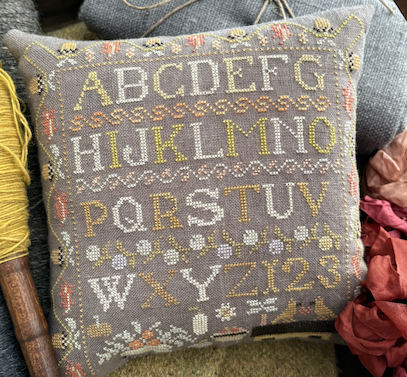 ABCDEFG
HIJKLMNO
PQRSTUV
WXYZ123